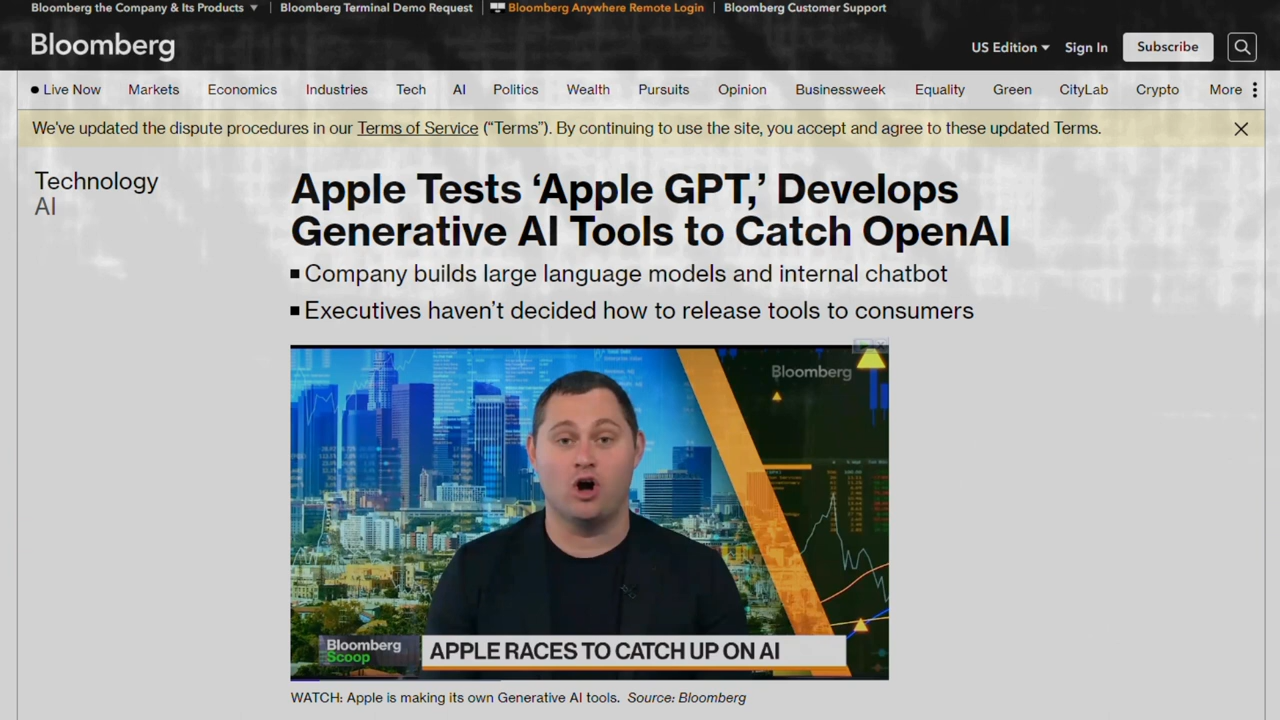 Bloomberg the Company & Its Products
Bloomberg Terminal Demo Request
Bloomberg Anywhere Remote Login
Bloomberg Customer Support
Bloomberg
US Edition
Sign In
Subscribe
Live Now
Markets
Economics
Industries
Tech
AI
Politics
Wealth
Pursuits
Opinion
Businessweek
Equality
Green
CityLab
Crypto
More
We've updated the dispute procedures in our Terms of Service (“Terms”). By continuing to use the site, you accept and agree to these updated Terms.
Technology
AI
Apple Tests ‘Apple GPT,’ Develops
Generative AI Tools to Catch OpenAI
Company builds large language models and internal chatbot
Executives haven’t decided how to release tools to consumers
Bloomberg
Bloomberg
Scoop
APPLE RACES TO CATCH UP ON AI
WATCH: Apple is making its own Generative AI tools. Source: Bloomberg